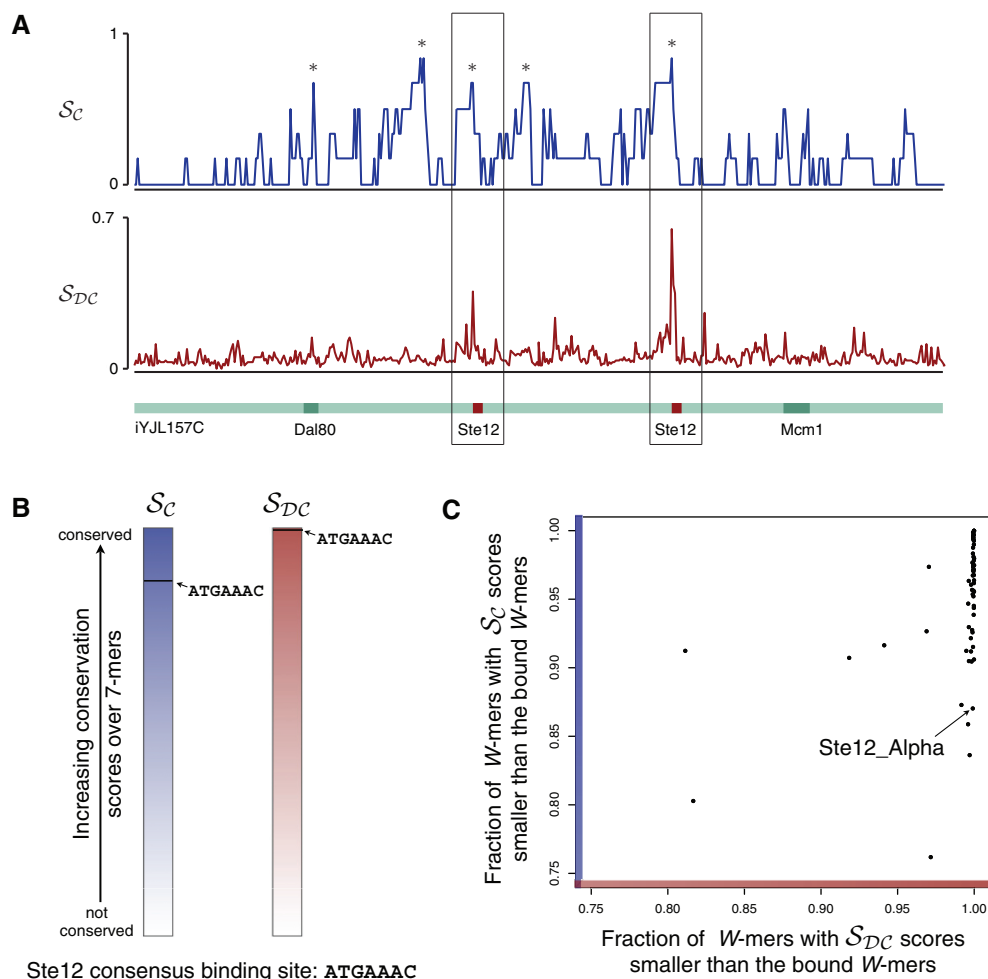 A
1
S_C
0
* * * * *
0.7
S_DC
0
iYJL157C Dal80 Ste12 Ste12 Mcm1
B
S_C S_DC
conserved
ATGAAAC
ATGAAAC
Increasing conservation
scores over 7-mers
not
conserved
Ste12 consensus binding site: ATGAAAC
C
Fraction of W-mers with S_C scores
smaller than the bound W-mers
1.00
0.95
0.90
0.85
0.80
0.75
Ste12_Alpha
0.75 0.80 0.85 0.90 0.95 1.00
Fraction of W-mers with S_DC scores
smaller than the bound W-mers